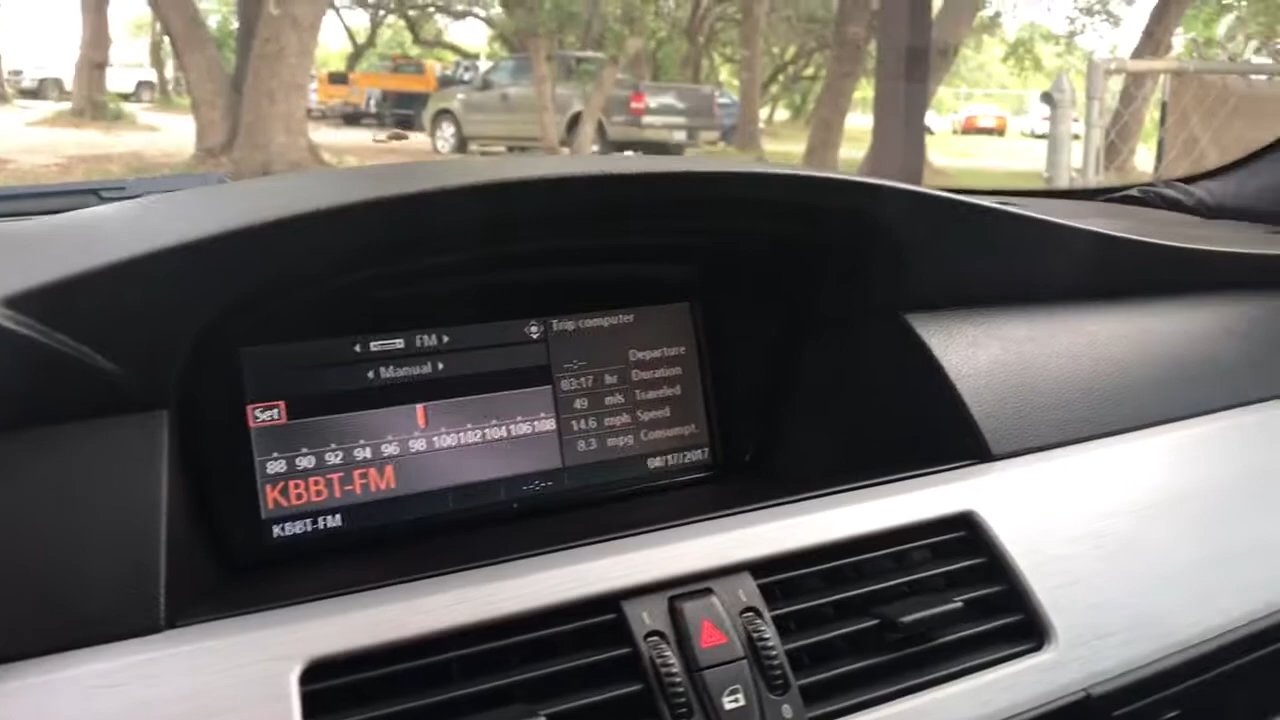 FM
Manual
Set
88 90 92 94 96 98 100 102 104 106 108
KBBT-FM
KBBT-FM
--:--
Trip computer
--:-- Departure
03:17 hr Duration
49 mls Traveled
14.6 mph Speed
8.3 mpg Consumpt.
04/17/2017